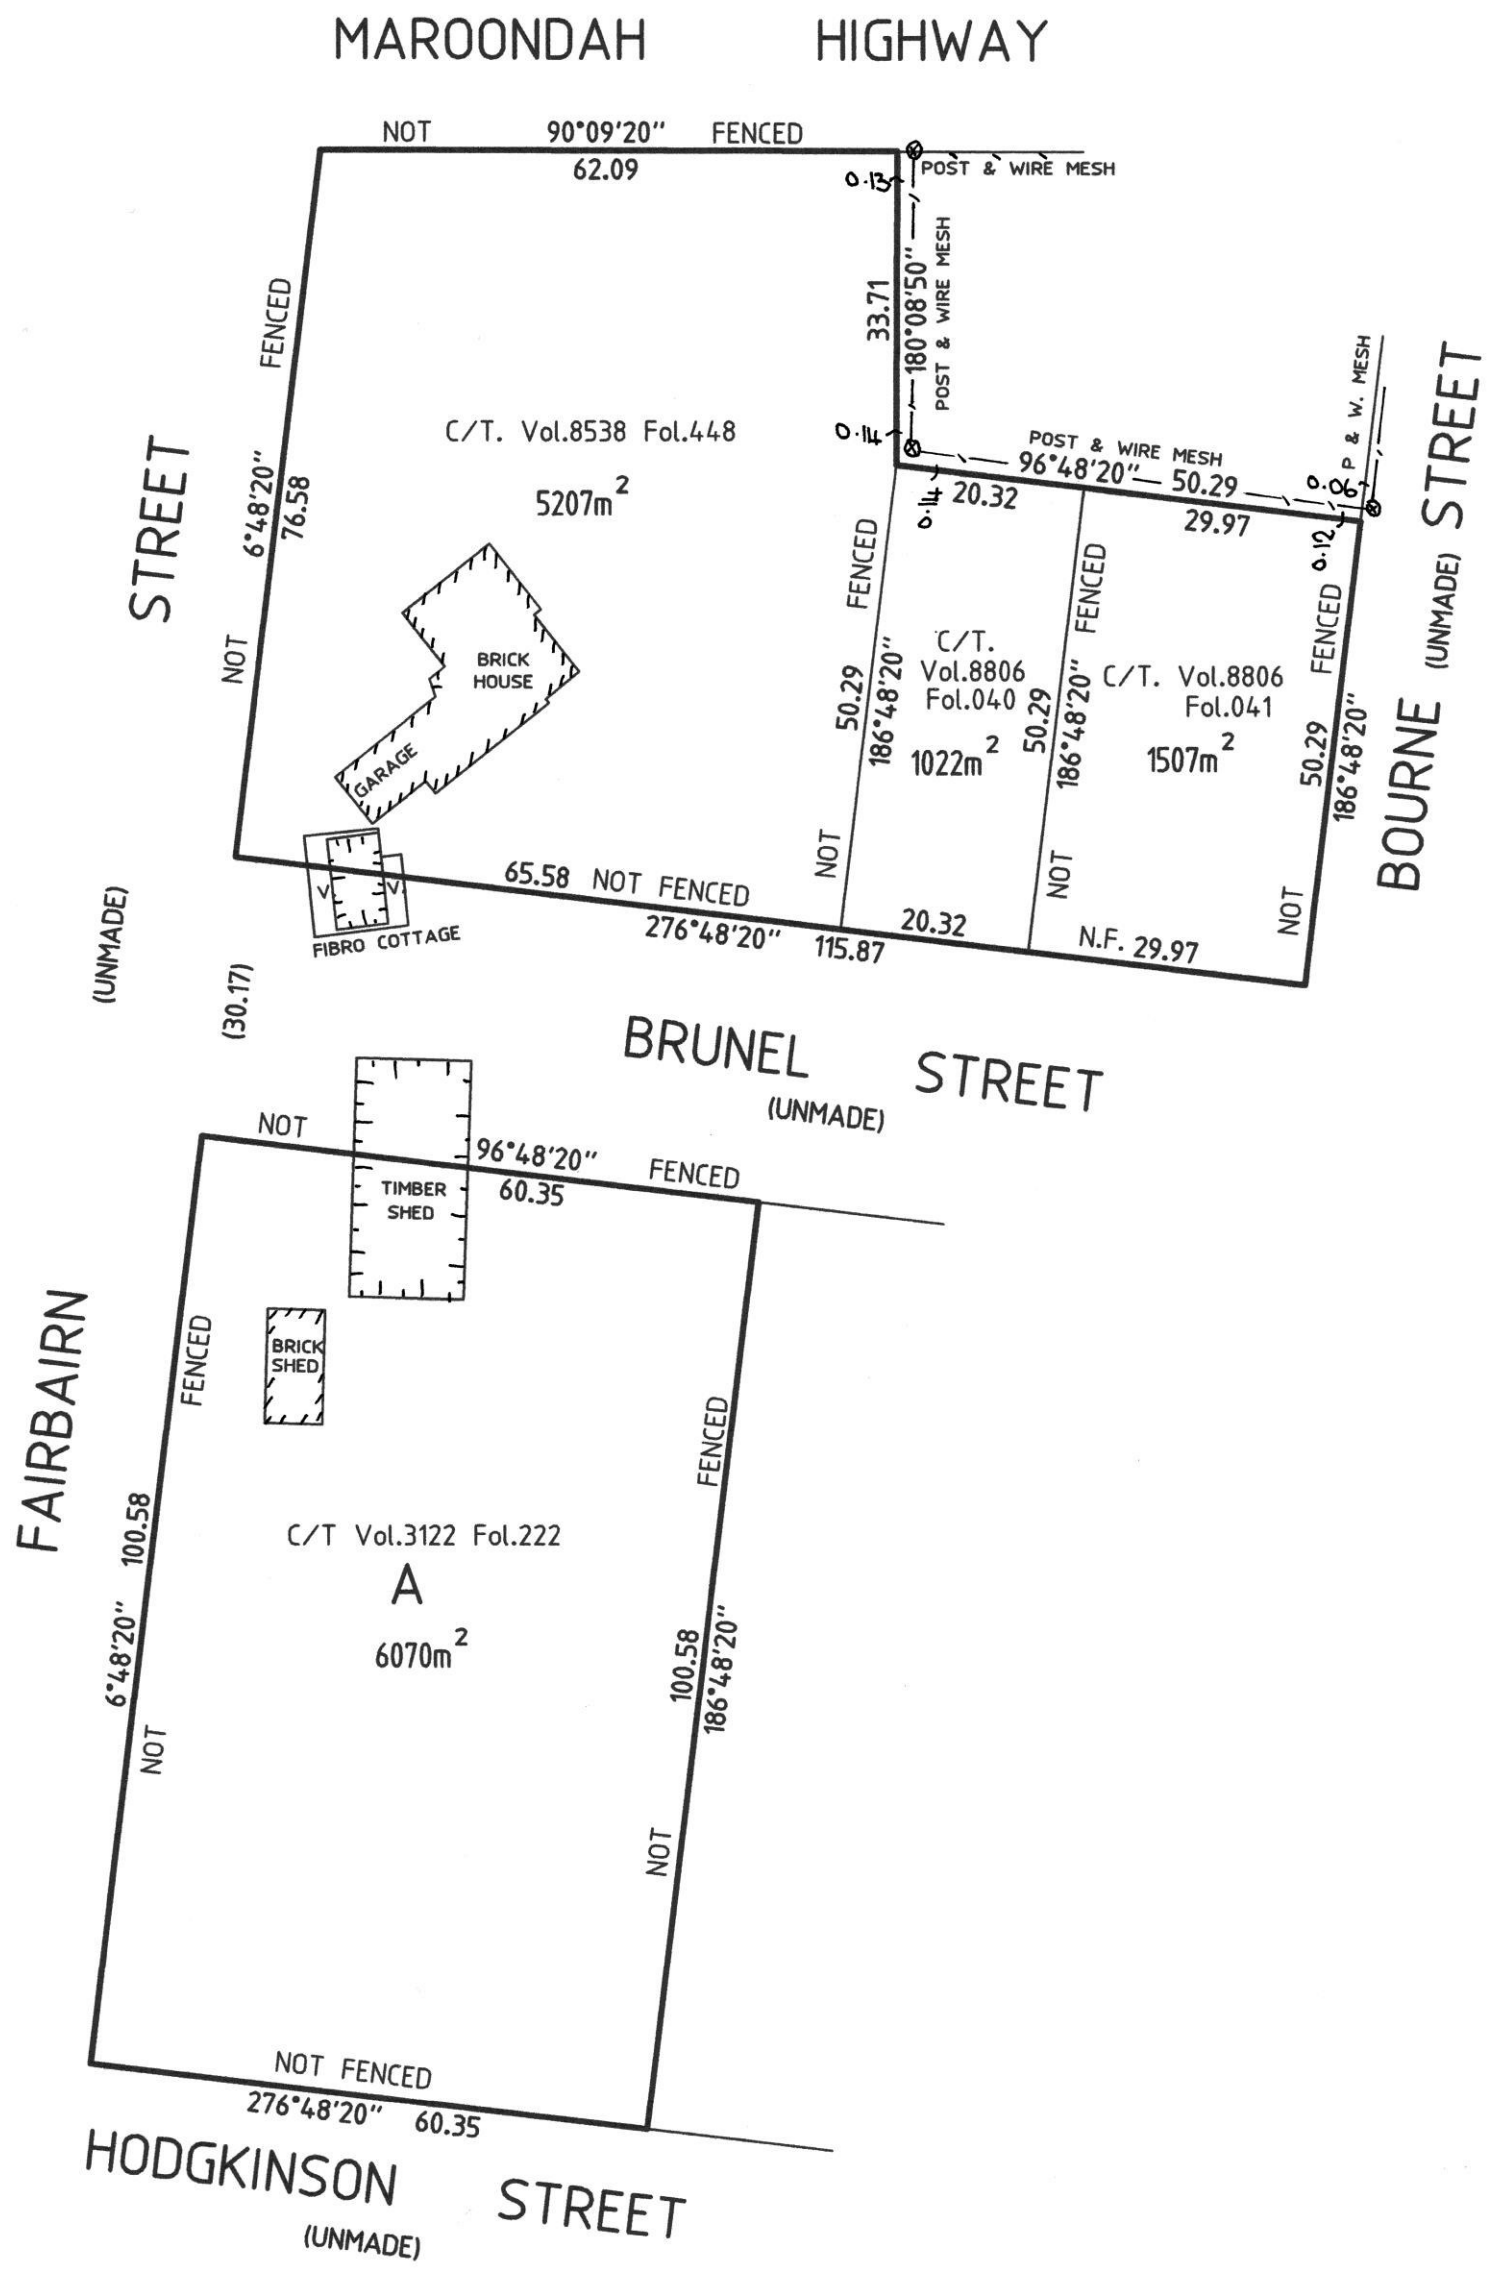 MAROONDAH HIGHWAY
NOT 90°09'20" FENCED
62.09
POST & WIRE MESH
0.13
POST & WIRE MESH
180°08'50"
33.71
FENCED
C/T. Vol.8538 Fol.448
5207m²
0.14
POST & WIRE MESH
96°48'20" 50.29
0.14
20.32
29.97
0.06
P & W. MESH
0.12
STREET
6°48'20"
76.58
NOT
BRICK
HOUSE
GARAGE
FENCED
C/T.
Vol.8806
Fol.040
50.29
186°48'20"
1022m²
NOT
FENCED
C/T. Vol.8806
Fol.041
50.29
186°48'20"
1507m²
NOT
FENCED
50.29
186°48'20"
NOT
BOURNE (UNMADE) STREET
V.
V.
FIBRO COTTAGE
65.58 NOT FENCED
276°48'20" 115.87
20.32
N.F. 29.97
(UNMADE)
(30.17)
BRUNEL STREET
(UNMADE)
NOT 96°48'20" FENCED
60.35
TIMBER
SHED
BRICK
SHED
FAIRBAIRN
FENCED
100.58
6°48'20"
NOT
C/T Vol.3122 Fol.222
A
6070m²
FENCED
100.58
186°48'20"
NOT
NOT FENCED
276°48'20" 60.35
HODGKINSON STREET
(UNMADE)